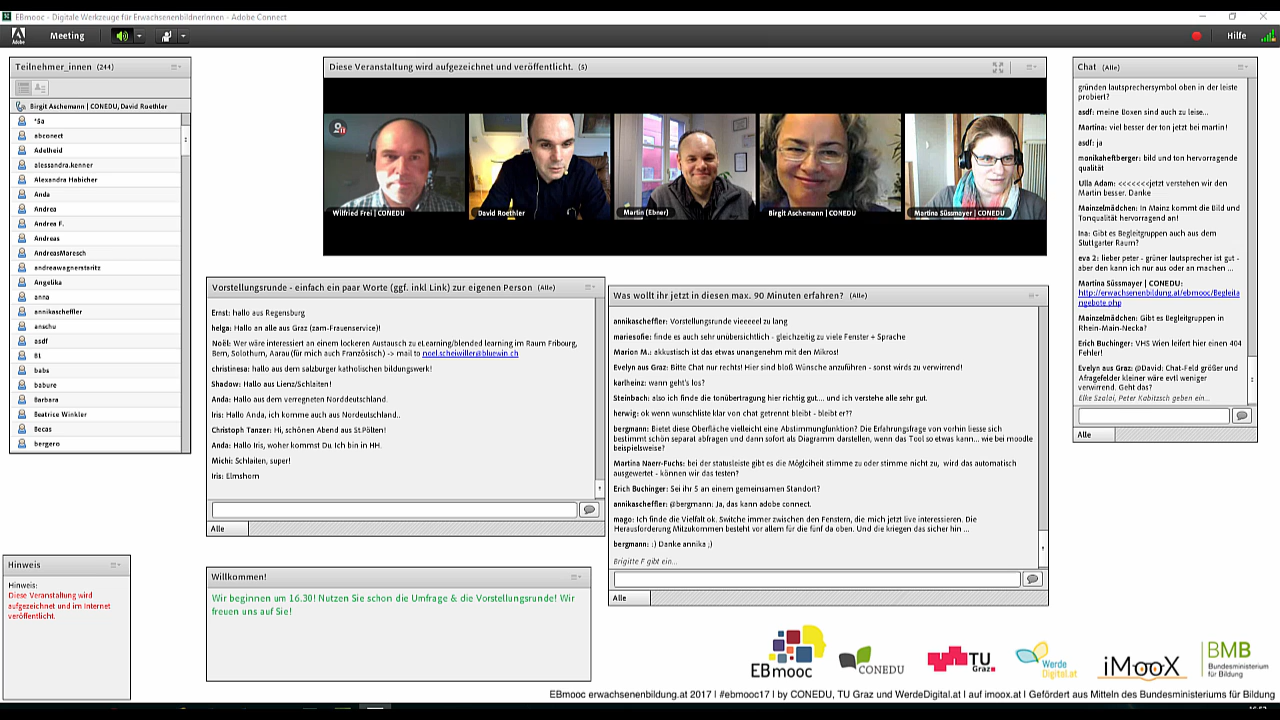 EBmooc - Digitale Werkzeuge für ErwachsenenbildnerInnen - Adobe Connect
Adobe
Meeting
Hilfe
Teilnehmer_innen (244)
Birgit Aschemann | CONEDU, David Roethler
*Sa
abconect
Adelheid
alessandra.kenner
Alexandra Habicher
Anda
Andrea
Andrea F.
Andreas
AndreasMaresch
andreawagnerstaritz
Angelika
anna
annikascheffler
anschu
asdf
BL
babs
babure
Barbara
Beatrice Winkler
Becas
bergero
Diese Veranstaltung wird aufgezeichnet und veröffentlicht. (5)
Wilfried Frei | CONEDU
David Roethler
Martin (Ebner)
Birgit Aschemann | CONEDU
Martina Süssmayer | CONEDU
Chat (Alle)
gründen lautsprechersymbol oben in der leiste
probiert?
asdf: meine Boxen sind auch zu leise...
Martina: viel besser der ton jetzt bei martin!
asdf: ja
monikaheftberger: bild und ton hervorragende
qualität
Ulla Adam: <<<<<<<jetzt verstehen wir den
Martin besser. Danke
Mainzelmädchen: In Mainz kommt die Bild und
Tonqualität hervorragend an!
Ina: Gibt es Begleitgruppen auch aus dem
Stuttgarter Raum?
eva 2: lieber peter - grüner lautsprecher ist gut -
aber den kann ich nur aus oder an machen ...
Martina Süssmayer | CONEDU:
http://erwachsenenbildung.at/ebmooc/Begleita
ngebote.php
Mainzelmädchen: Gibt es Begleitgruppen in
Rhein-Main-Necka?
Erich Buchinger: VHS Wien leifert hier einen 404
Fehler!
Evelyn aus Graz: @David: Chat-Feld größer und
Afragefelder kleiner wäre evtl weniger
verwirrend. Geht das?
Elke Szalai, Peter Kabitzsch geben ein...
Alle
Vorstellungsrunde - einfach ein paar Worte (ggf. inkl Link) zur eigenen Person (Alle)
Ernst: hallo aus Regensburg
helga: Hallo an alle aus Graz (zam-Frauenservice)!
Noël: Wer wäre interessiert an einem lockeren Austausch zu eLearning/blended learning im Raum Fribourg,
Bern, Solothurn, Aarau (für mich auch Französisch) -> mail to noel.scheiwiller@bluewin.ch
christinesa: hallo aus dem salzburger katholischen bildungswerk!
Shadow: Hallo aus Lienz/Schlaiten!
Anda: Hallo aus dem verregneten Norddeutschland.
Iris: Hallo Anda, ich komme auch aus Nordeutschland..
Christoph Tanzer: Hi, schönen Abend aus St.Pölten!
Anda: Hallo Iris, woher kommst Du. Ich bin in HH.
Michi: Schlaiten, super!
Iris: Elmshorn
Alle
Was wollt ihr jetzt in diesen max. 90 Minuten erfahren? (Alle)
annikascheffler: Vorstellungsrunde vieeeeel zu lang
mariesofie: finde es auch sehr unübersichtlich - gleichzeitig zu viele Fenster + Sprache
Marion M.: akkustisch ist das etwas unangenehm mit den Mikros!
Evelyn aus Graz: Bitte Chat nur rechts! Hier sind bloß Wünsche anzuführen - sonst wirds zu verwirrend!
karlheinz: wann geht's los?
Steinbach: also ich finde die tonübertragung hier richtig gut.... und ich verstehe alle sehr gut.
herwig: ok wenn wunschliste klar von chat getrennt bleibt - bleibt er??
bergmann: Bietet diese Oberfläche vielleicht eine Abstimmungfunktion? Die Erfahrungsfrage von vorhin liesse sich
bestimmt schön separat abfragen und dann sofort als Diagramm darstellen, wenn das Tool so etwas kann... wie bei moodle
beispielsweise?
Martina Naerr-Fuchs: bei der statusleiste gibt es die Möglciheit stimme zu oder stimme nicht zu, wird das automatisch
ausgewertet - können wir das testen?
Erich Buchinger: Sei ihr 5 an einem gemeinsamen Standort?
annikascheffler: @bergmann: Ja, das kann adobe connect.
mago: Ich finde die Vielfalt ok. Switche immer zwischen den Fenstern, die mich jetzt live interessieren. Die
Herausforderung Mitzukommen besteht vor allem für die fünf da oben. Und die kriegen das sicher hin ...
bergmann: :) Danke annika ;)
Brigitte F gibt ein...
Alle
Hinweis
Hinweis:
Diese Veranstaltung wird
aufgezeichnet und im Internet
veröffentlicht.
Willkommen!
Wir beginnen um 16.30! Nutzen Sie schon die Umfrage & die Vorstellungsrunde! Wir
freuen uns auf Sie!
EBmooc
CONEDU
TU
Graz
Werde
Digital.at
iMooX
BMB
Bundesministerium
für Bildung
EBmooc erwachsenenbildung.at 2017 I #ebmooc17 I by CONEDU, TU Graz und WerdeDigital.at I auf imoox.at I Gefördert aus Mitteln des Bundesministeriums für Bildung